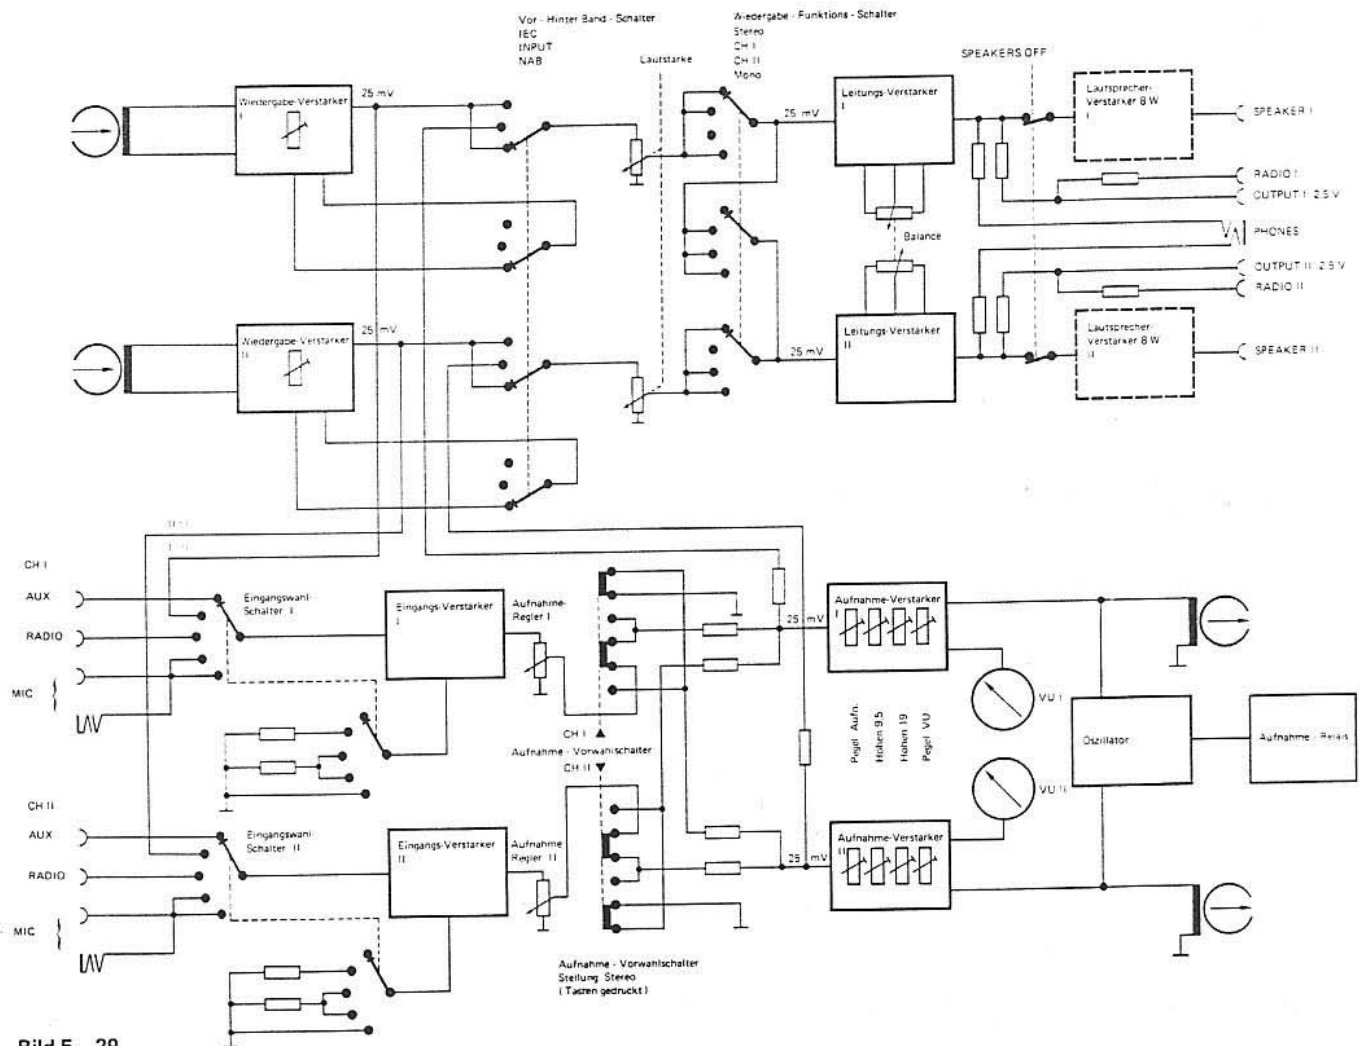 Vor - Hinter Band - Schalter
IEC
INPUT
NAB
Lautstarke
Wiedergabe - Funktions - Schalter
Stereo
CH I
CH II
Mono
SPEAKERS OFF
Wiedergabe-Verstärker
I
25 mV
25 mV
Leitungs-Verstärker
I
Lautsprecher-
Verstärker 8 W
I
SPEAKER I
RADIO I
OUTPUT I: 2.5 V
PHONES
Balance
OUTPUT II: 2.5 V
RADIO II
Wiedergabe-Verstärker
II
25 mV
25 mV
Leitungs-Verstärker
II
Lautsprecher-
Verstärker 8 W
II
SPEAKER II
CH I
AUX
RADIO
MIC
Eingangswahl-
Schalter I
Eingangs-Verstärker
I
Aufnahme-
Regler I
25 mV
Aufnahme-Verstärker
I
VU I
Pegel Aufn.
Höhen 9,5
Höhen 19
Pegel VU
CH I
Aufnahme - Vorwahlschalter
CH II
Oszillator
Aufnahme - Relais
VU II
CH II
AUX
RADIO
MIC
Eingangswahl-
Schalter II
Eingangs-Verstärker
II
Aufnahme
Regler II
25 mV
Aufnahme-Verstärker
II
Aufnahme - Vorwahlschalter
Stellung Stereo
( Tasten gedrückt )